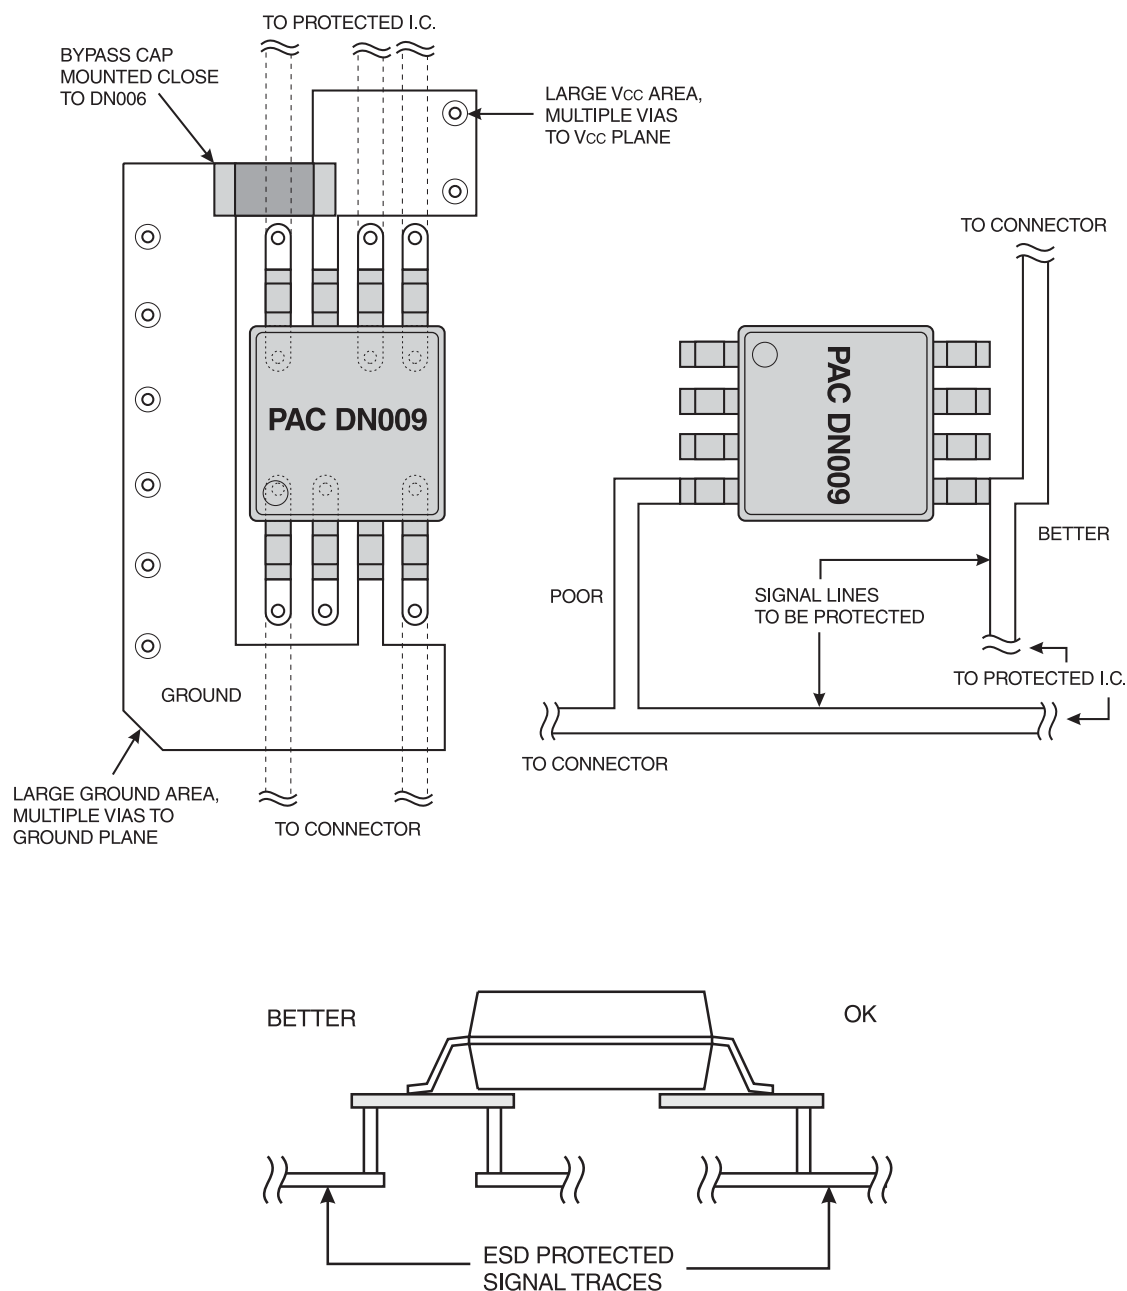 TO PROTECTED I.C.
BYPASS CAP
MOUNTED CLOSE
TO DN006
LARGE VCC AREA,
MULTIPLE VIAS
TO VCC PLANE
PAC DN009
GROUND
LARGE GROUND AREA,
MULTIPLE VIAS TO
GROUND PLANE
TO CONNECTOR
TO CONNECTOR
PAC DN009
BETTER
POOR
SIGNAL LINES
TO BE PROTECTED
TO PROTECTED I.C.
TO CONNECTOR
BETTER
OK
ESD PROTECTED
SIGNAL TRACES